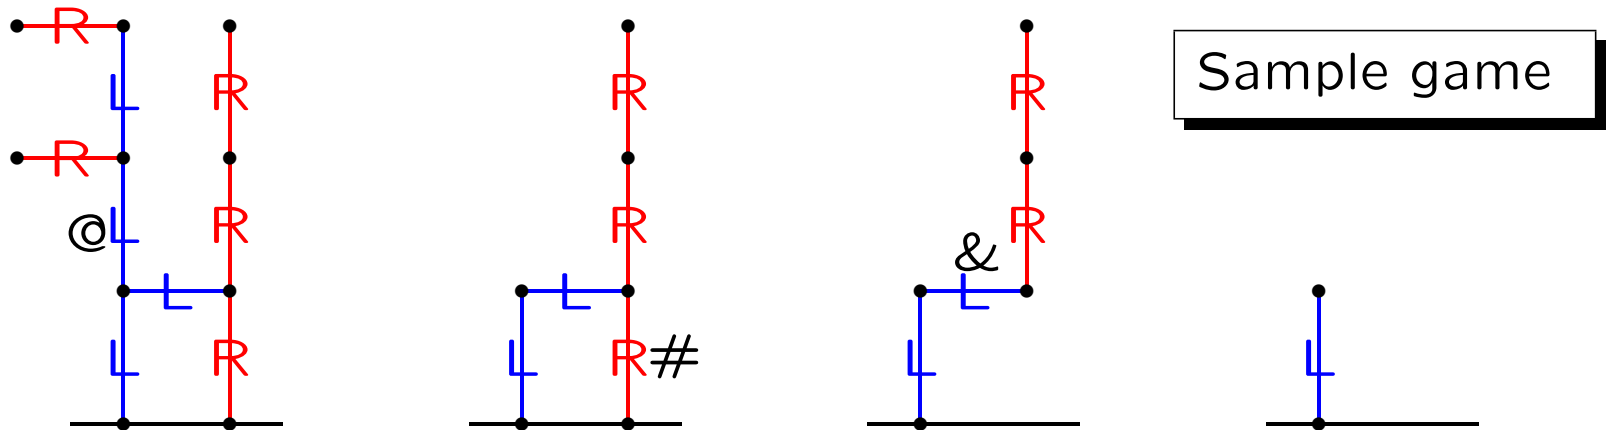 R R Sample game
L R R R
R
@ L R R & R
L L L
L R L R # L L